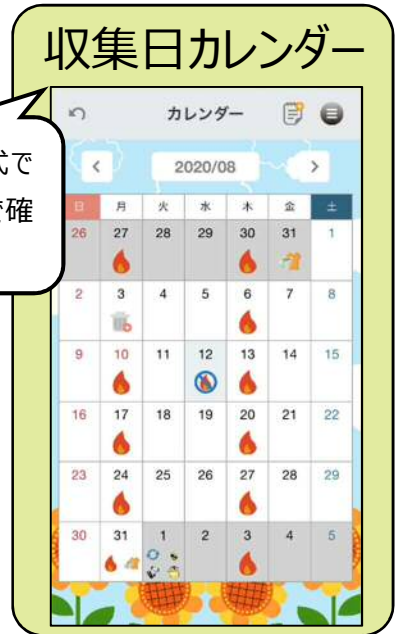 収集日カレンダー
式で
で確
カレンダー
<
2020/08
>
日 月 火 水 木 金 土
26 27 28 29 30 31 1
2 3 4 5 6 7 8
9 10 11 12 13 14 15
16 17 18 19 20 21 22
23 24 25 26 27 28 29
30 31 1 2 3 4 5